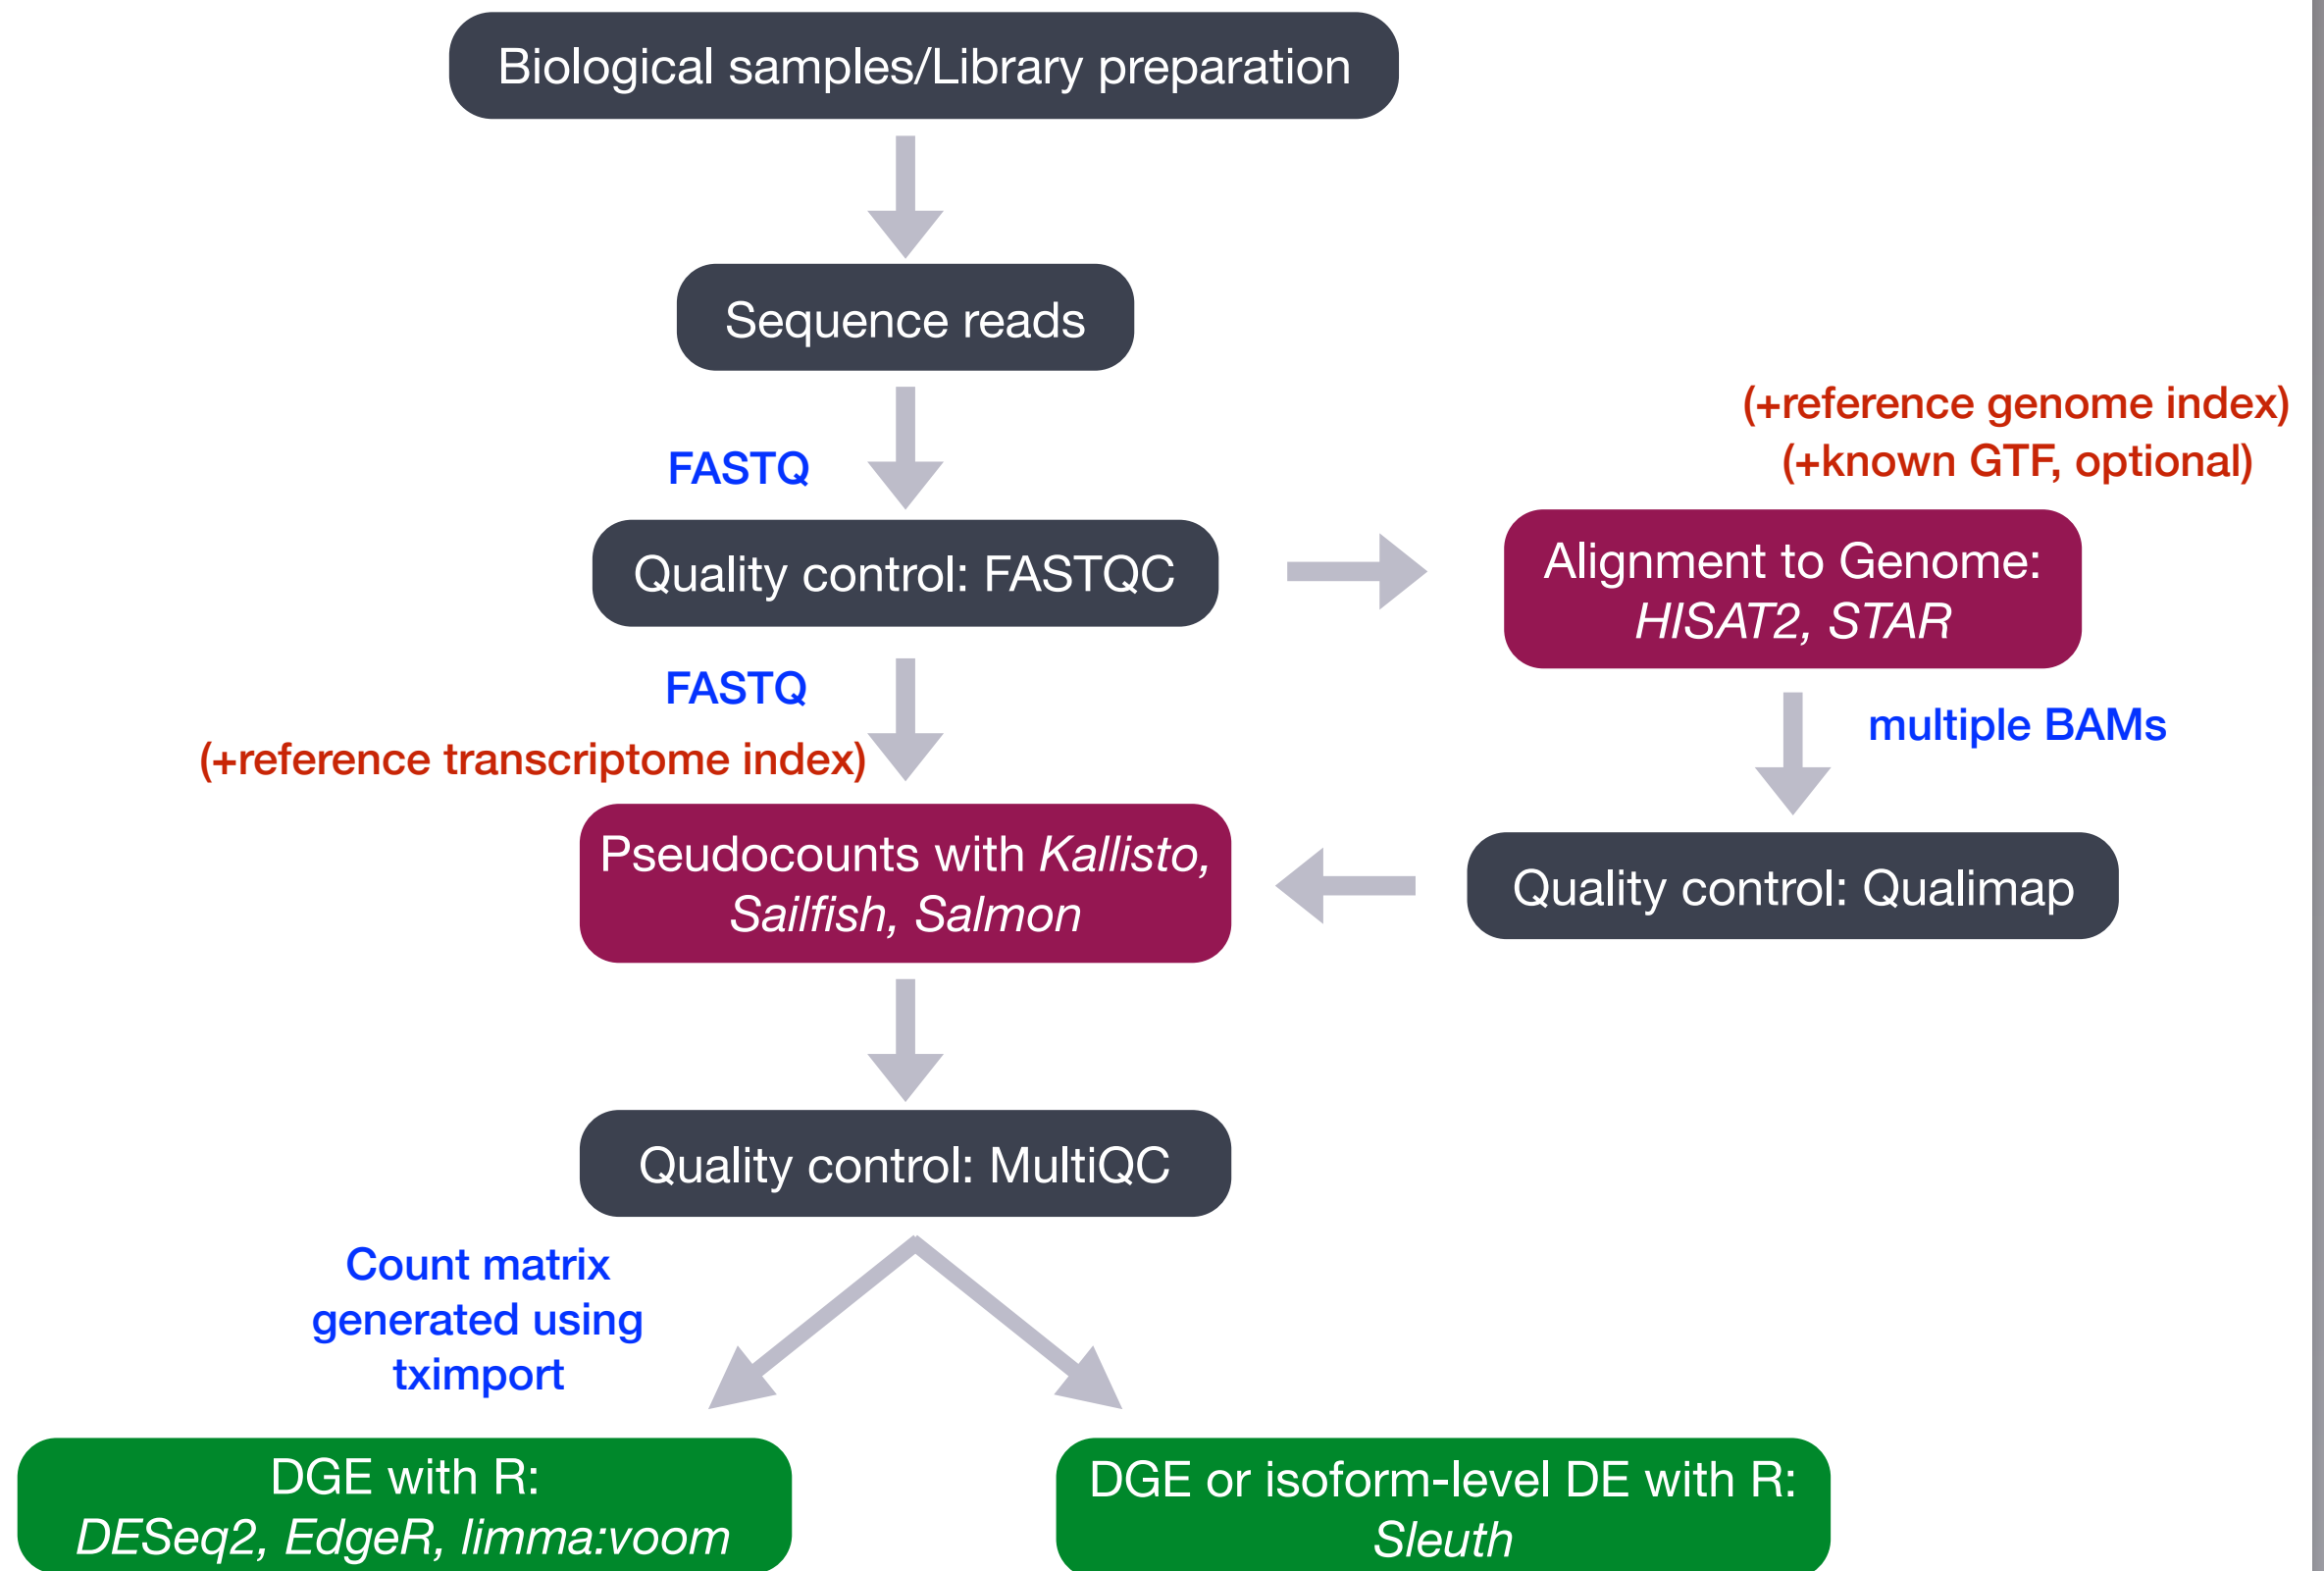 Biological samples/Library preparation
Sequence reads
FASTQ
Quality control: FASTQC
(+reference genome index)
(+known GTF, optional)
Alignment to Genome:
HISAT2, STAR
FASTQ
(+reference transcriptome index)
multiple BAMs
Pseudocounts with Kallisto,
Sailfish, Salmon
Quality control: Qualimap
Quality control: MultiQC
Count matrix
generated using
tximport
DGE with R:
DESeq2, EdgeR, limma:voom
DGE or isoform-level DE with R:
Sleuth